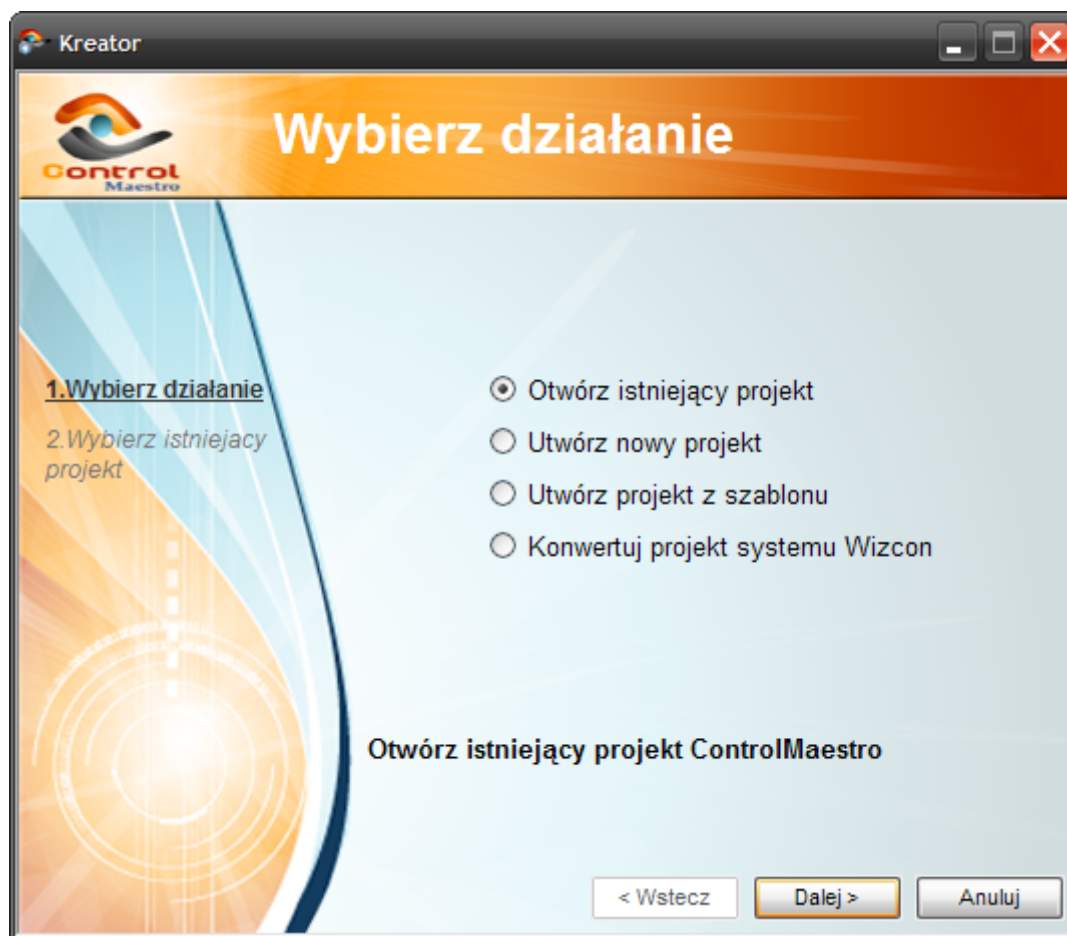 Kreator
Wybierz działanie
Control
Maestro
1.Wybierz działanie
2.Wybierz istniejacy
projekt
Otwórz istniejący projekt
Utwórz nowy projekt
Utwórz projekt z szablonu
Konwertuj projekt systemu Wizcon
Otwórz istniejący projekt ControlMaestro
< Wstecz
Dalej >
Anuluj